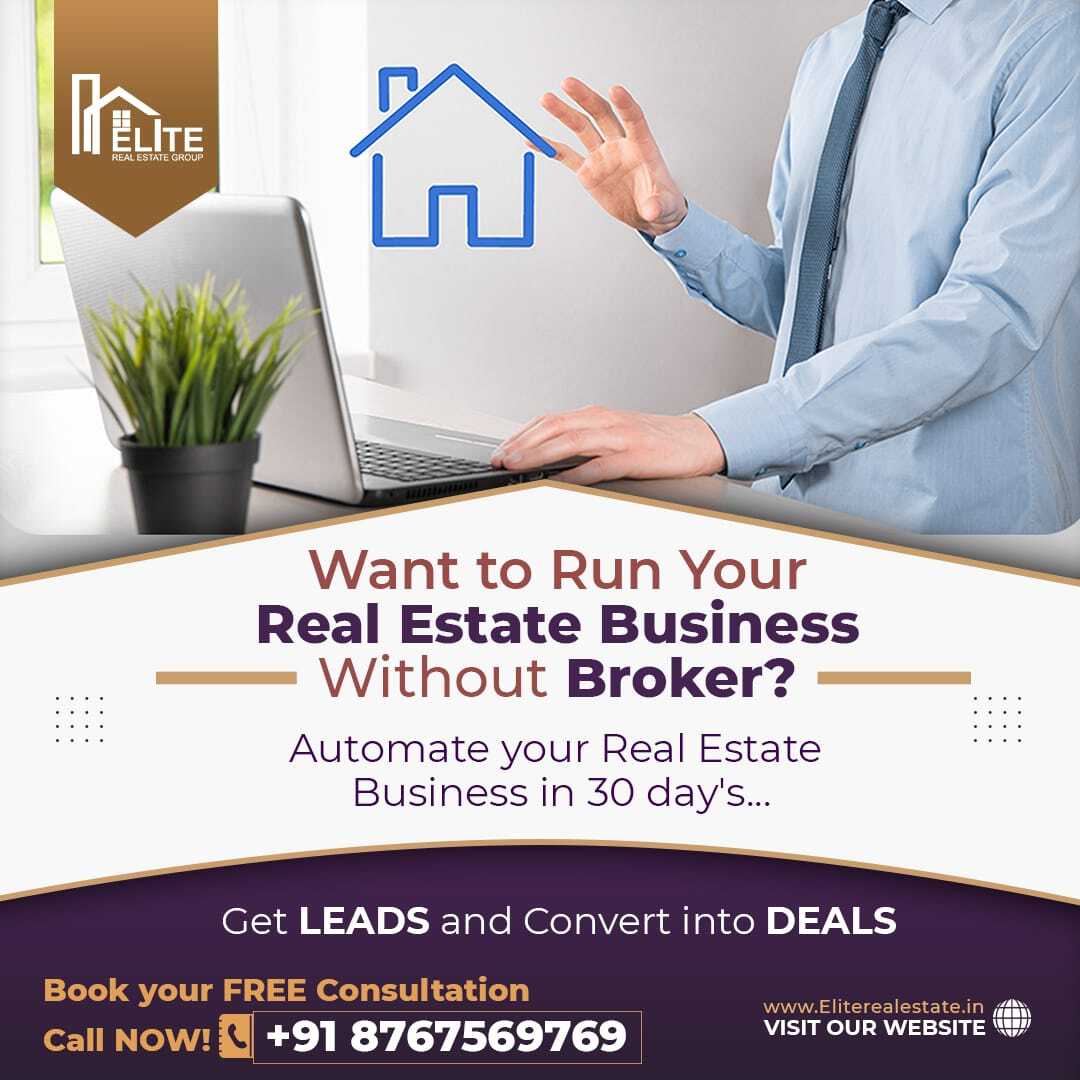 ELITE
REAL ESTATE GROUP
Want to Run Your
Real Estate Business
Without Broker?
Automate your Real Estate
Business in 30 day's...
Get LEADS and Convert into DEALS
Book your FREE Consultation
Call NOW! +91 8767569769
www.Eliterealestate.in
VISIT OUR WEBSITE